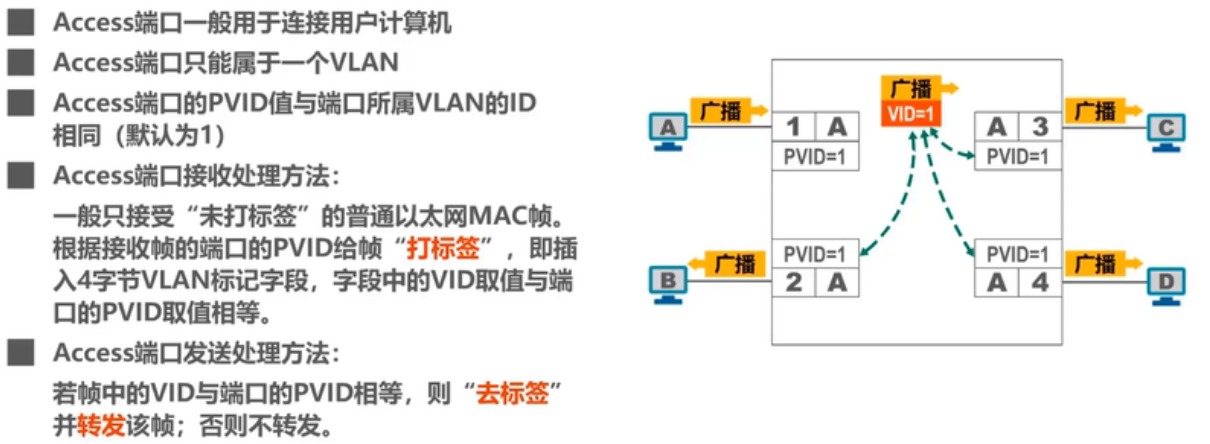 Access端口一般用于连接用户计算机
Access端口只能属于一个VLAN
Access端口的PVID值与端口所属VLAN的ID
相同（默认为1）
Access端口接收处理方法：
一般只接受“未打标签”的普通以太网MAC帧。
根据接收帧的端口的PVID给帧“打标签”，即插
入4字节VLAN标记字段，字段中的VID取值与端
口的PVID取值相等。
Access端口发送处理方法：
若帧中的VID与端口的PVID相等，则“去标签”
并转发该帧；否则不转发。
广播
VID=1
A
广播
1 A
PVID=1
A 3
PVID=1
广播
C
B
广播
PVID=1
2 A
PVID=1
A 4
广播
D